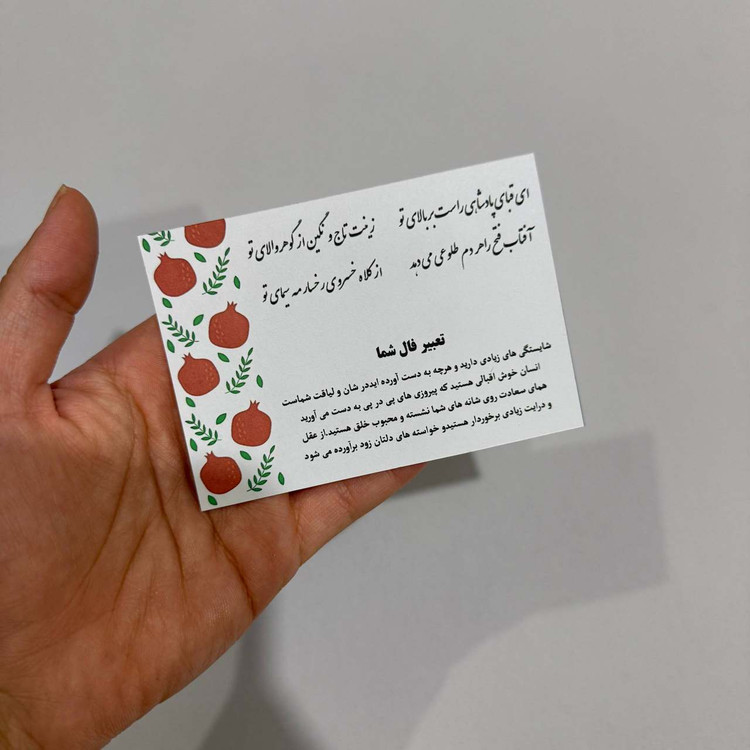 ای قبای پادشاهی راست بر بالای تو
زینت تاج و نگین از گوهر والای تو
آفتاب فتح را هر دم طلوعی می دهد
از کلاه خسروی رخسار مه سیمای تو
تعبیر فال شما
شایستگی های زیادی دارید و هرچه به دست آورده ایددر شان و لیاقت شماست
انسان خوش اقبالی هستید که پیروزی های پی در پی به دست می آورید
همای سعادت روی شانه های شما نشسته و محبوب خلق هستید.از عقل
و درایت زیادی برخوردار هستیدو خواسته های دلتان زود برآورده می شود